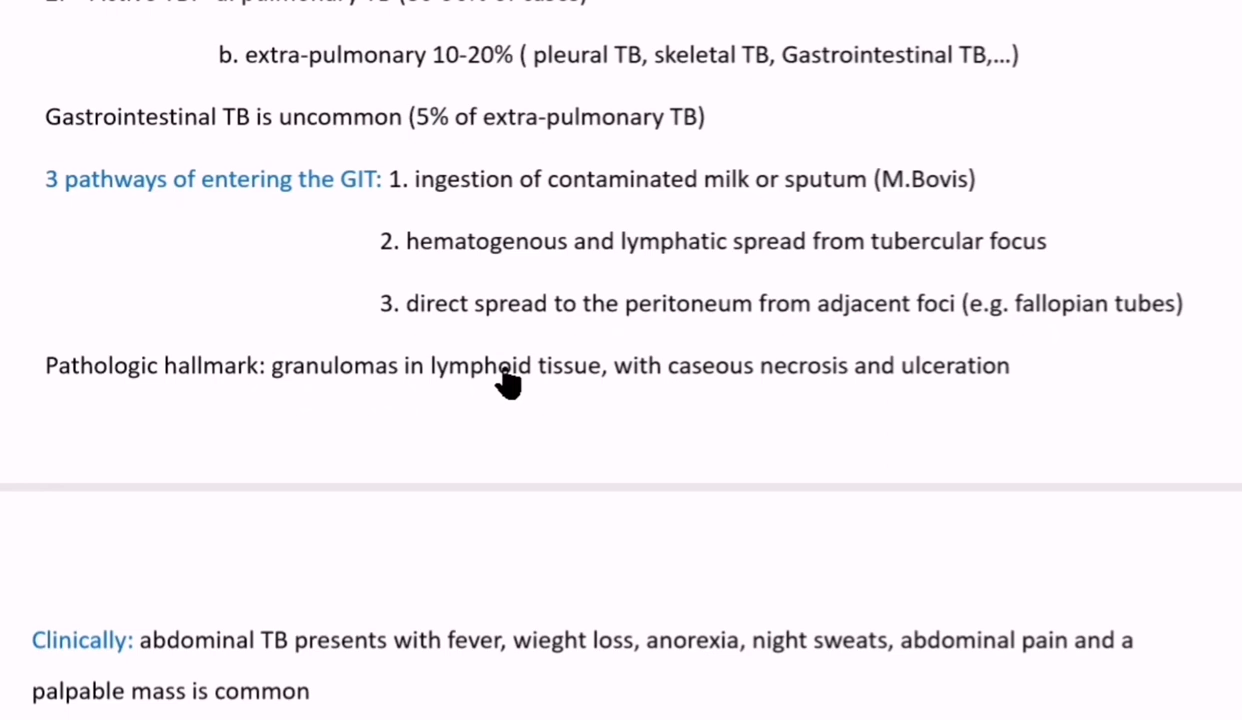 b. extra-pulmonary 10-20% ( pleural TB, skeletal TB, Gastrointestinal TB,...)
Gastrointestinal TB is uncommon (5% of extra-pulmonary TB)
3 pathways of entering the GIT: 1. ingestion of contaminated milk or sputum (M.Bovis)
2. hematogenous and lymphatic spread from tubercular focus
3. direct spread to the peritoneum from adjacent foci (e.g. fallopian tubes)
Pathologic hallmark: granulomas in lymphoid tissue, with caseous necrosis and ulceration
Clinically: abdominal TB presents with fever, wieght loss, anorexia, night sweats, abdominal pain and a
palpable mass is common